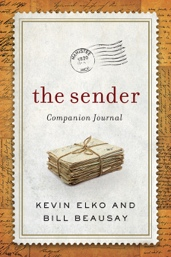 the sender
Companion Journal
KEVIN ELKO AND
BILL BEAUSAY